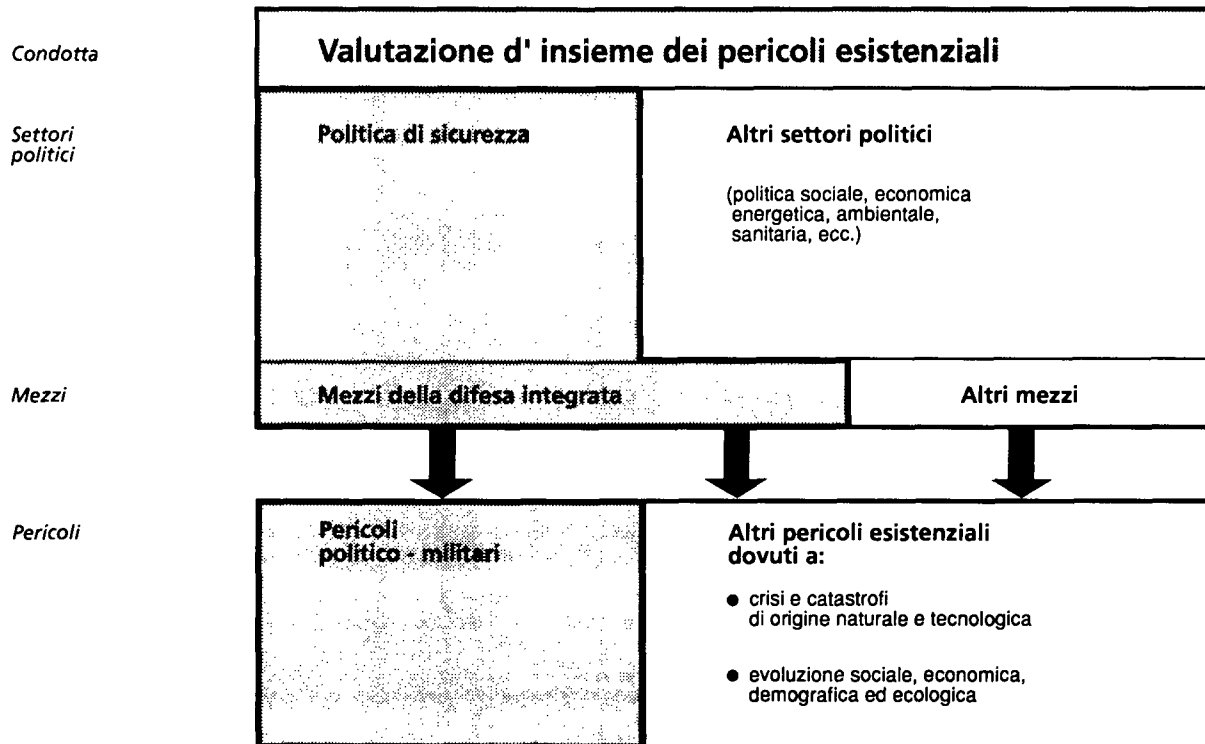 Condotta
Valutazione d' insieme dei pericoli esistenziali
Settori
politici
Politica di sicurezza
Altri settori politici
(politica sociale, economica
energetica, ambientale,
sanitaria, ecc.)
Mezzi
Mezzi della difesa integrata
Altri mezzi
Pericoli
Pericoli
politico - militari
Altri pericoli esistenziali
dovuti a:
● crisi e catastrofi
di origine naturale e tecnologica
● evoluzione sociale, economica,
demografica ed ecologica